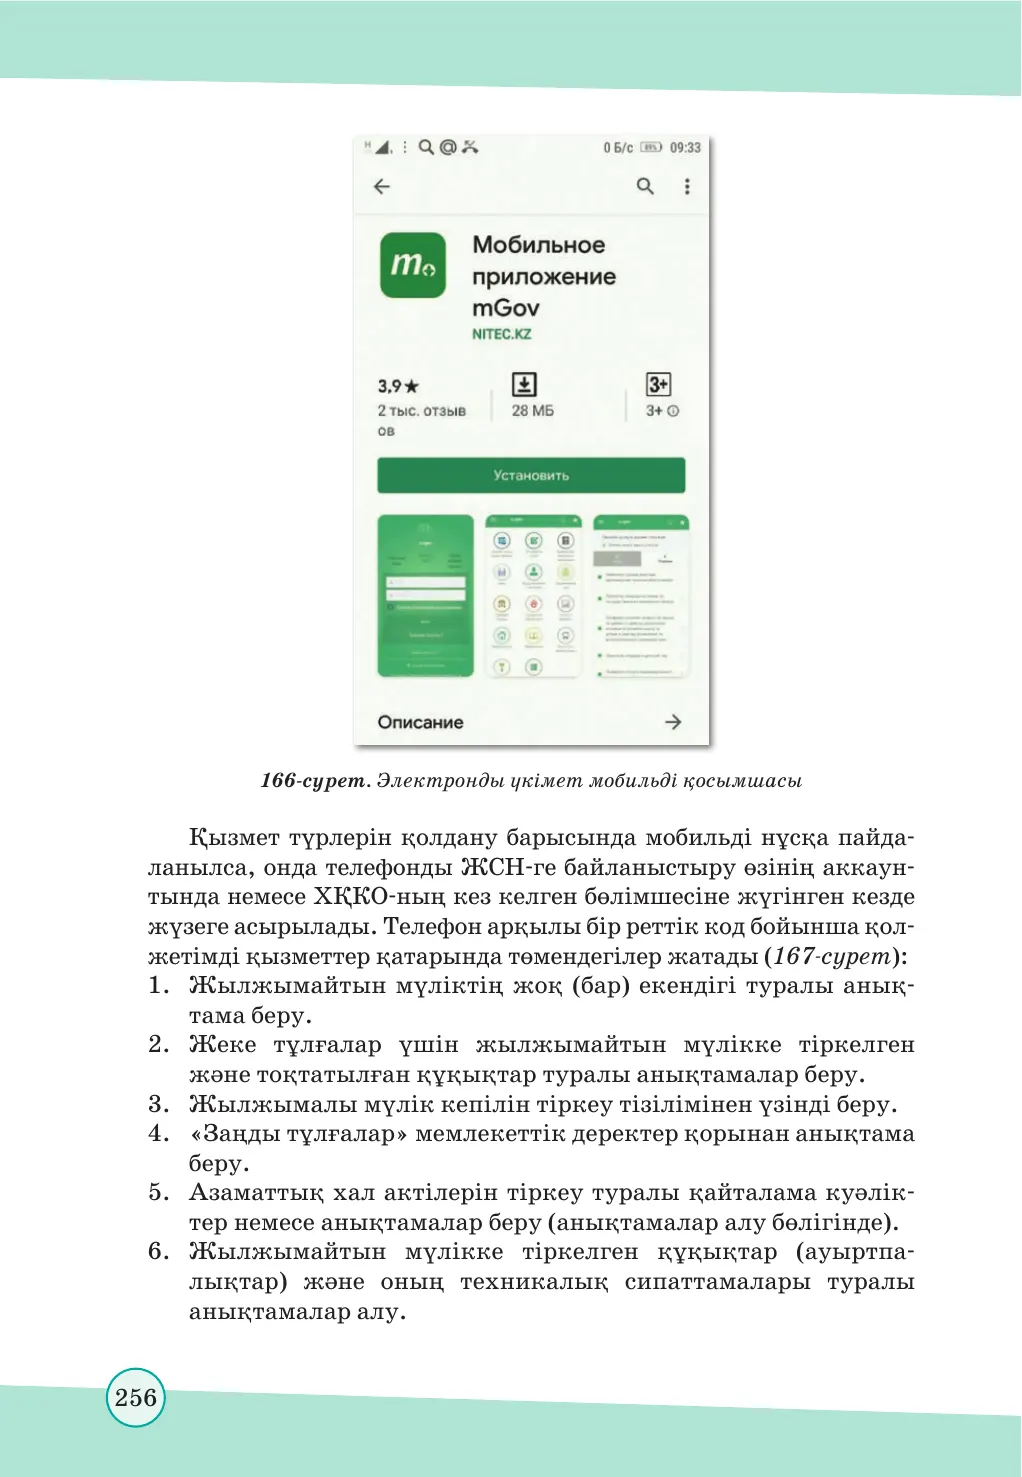 0 Б/с 09:33
Мобильное
приложение
mGov
NITEC.KZ
3,9★
2 тыс. отзыв
ов
28 МБ
3+
3+
Установить
Описание
166-сурет. Электронды үкімет мобильді қосымшасы
Қызмет түрлерін қолдану барысында мобильді нұсқа пайда-
ланылса, онда телефонды ЖСН-ге байланыстыру өзінің аккаун-
тында немесе ХҚКО-ның кез келген бөлімшесіне жүгінген кезде
жүзеге асырылады. Телефон арқылы бір реттік код бойынша қол-
жетімді қызметтер қатарында төмендегілер жатады (167-сурет):
1. Жылжымайтын мүліктің жоқ (бар) екендігі туралы анық-
тама беру.
2. Жеке тұлғалар үшін жылжымайтын мүлікке тіркелген
және тоқтатылған құқықтар туралы анықтамалар беру.
3. Жылжымалы мүлік кепілін тіркеу тізілімінен үзінді беру.
4. «Заңды тұлғалар» мемлекеттік деректер қорынан анықтама
беру.
5. Азаматтық хал актілерін тіркеу туралы қайталама куәлік-
тер немесе анықтамалар беру (анықтамалар алу бөлігінде).
6. Жылжымайтын мүлікке тіркелген құқықтар (ауыртпа-
лықтар) және оның техникалық сипаттамалары туралы
анықтамалар алу.
256